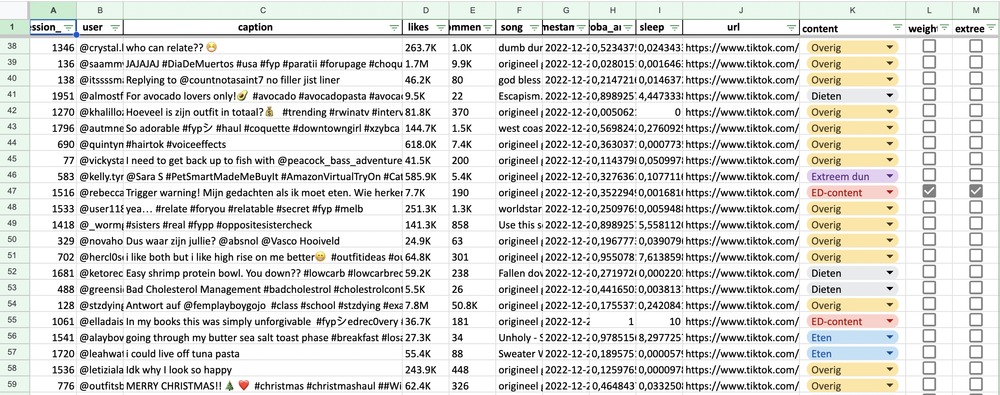 A B C D E F G H I J K L M
1 ession_ user caption likes ommen song mestan roba_an sleep url content weight extree
38 1346 @crystal.l who can relate?? 😷 263.7K 1.0K dumb dur 2022-12-2 0,5234375 0,024343 https://www.tiktok.com/ Overig
39 136 @saammy JAJAJAJ #DiaDeMuertos #usa #fyp #paratii #forupage #choqu 1.7M 9.9K origineel g 2022-12-2 0,028015 0,001646 https://www.tiktok.com/ Overig
40 138 @itssssma Replying to @countnotasaint7 no filler jist liner 46.2K 80 god bless 2022-12-2 0,214721 0,014637 https://www.tiktok.com/ Overig
41 1951 @almostf For avocado lovers only!🥑 #avocado #avocadopasta #avocad 9.5K 22 Escapism. 2022-12-2 0,898925 4,447333 https://www.tiktok.com/ Dieten
42 1270 @khalilloz Hoeveel is zijn outfit in totaal?💰 #trending #rwinatv #interv 81.8K 370 origineel g 2022-12-2 0,005062 0 https://www.tiktok.com/ Overig
43 1796 @autmne So adorable #fypシ #haul #coquette #downtowngirl #xzybca 144.7K 1.5K west coas 2022-12-2 0,569824 0,276092 https://www.tiktok.com/ Overig
44 690 @quintym #hairtok #voiceeffects 618.0K 7.4K origineel g 2022-12-2 0,363037 0,000773 https://www.tiktok.com/ Overig
45 77 @vickysta I need to get back up to fish with @peacock_bass_adventure 41.5K 200 origineel g 2022-12-2 0,114379 0,050997 https://www.tiktok.com/ Overig
46 583 @kelly.tyr @Sara S #PetSmartMadeMeBuyIt #AmazonVirtualTryOn #Cat 585.9K 5.4K origineel g 2022-12-2 0,327636 0,107711 https://www.tiktok.com/ Extreem dun
47 1516 @rebecca Trigger warning! Mijn gedachten als ik moet eten. Wie herken 7.7K 190 origineel g 2022-12-2 0,352294 0,001681 https://www.tiktok.com/ ED-content
48 1533 @user118 yea… #relate #foryou #relatable #secret #fyp #melb 251.3K 1.3K worldstar 2022-12-2 0,250976 0,005948 https://www.tiktok.com/ Overig
49 1418 @_wormg #sisters #real #fypp #oppositesistercheck 141.3K 858 Use this so 2022-12-2 0,898925 5,558112 https://www.tiktok.com/ Overig
50 329 @novaho Dus waar zijn jullie? @absnol @Vasco Hooiveld 24.9K 63 origineel g 2022-12-2 0,196777 0,039079 https://www.tiktok.com/ Overig
51 702 @hercl0se i like both but i like high rise on me better😁 #outfitideas #ou 64.8K 301 origineel g 2022-12-2 0,955078 7,613859 https://www.tiktok.com/ Overig
52 1681 @ketorec Easy shrimp protein bowl. You down?? #lowcarb #lowcarbrec 59.2K 238 Fallen dov 2022-12-2 0,271972 0,000220 https://www.tiktok.com/ Dieten
53 488 @greensi Bad Cholesterol Management #badcholestrol #cholestrolcont 5.5K 26 origineel g 2022-12-2 0,441650 0,003813 https://www.tiktok.com/ Dieten
54 128 @stzdying Antwort auf @femplayboygojo #class #school #stzdying #exa 7.8M 50.8K origineel g 2022-12-2 0,175537 0,242084 https://www.tiktok.com/ Overig
55 1061 @elladais In my books this was simply unforgivable #fypシedrec0very # 36.7K 181 origineel g 2022-12-2 1 10 https://www.tiktok.com/ ED-content
56 1541 @alaybow going through my butter sea salt toast phase #breakfast #losa 27.3K 34 Unholy - S 2022-12-2 0,978515 8,297725 https://www.tiktok.com/ Eten
57 1720 @leahwat i could live off tuna pasta 55.4K 88 Sweater W 2022-12-2 0,189575 0,000057 https://www.tiktok.com/ Eten
58 1536 @letiziala Idk why I look so happy 243.9K 448 origineel g 2022-12-2 0,125976 0,000097 https://www.tiktok.com/ Overig
59 776 @outfitsb MERRY CHRISTMAS!! 🎄 ❤️ #christmas #christmashaul ##Wi 62.4K 326 origineel g 2022-12-2 0,464843 0,033250 https://www.tiktok.com/ Overig